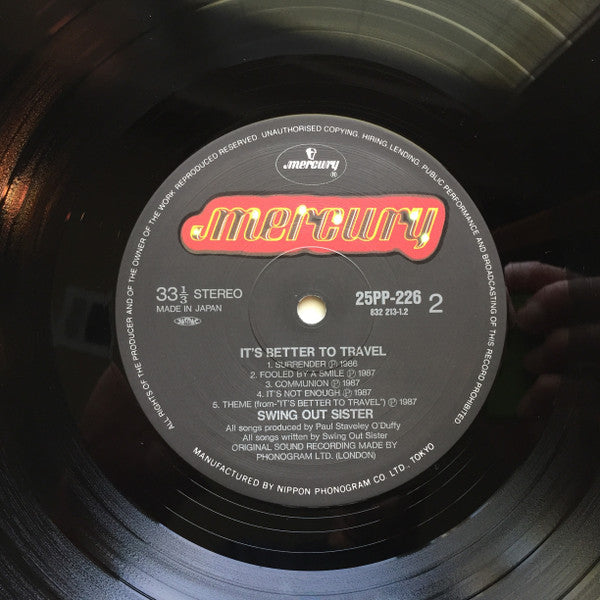 ALL RIGHTS OF THE PRODUCER AND OF THE OWNER OF THE WORK REPRODUCED RESERVED. UNAUTHORISED COPYING, HIRING, LENDING, PUBLIC PERFORMANCE AND BROADCASTING OF THIS RECORD PROHIBITED
mercury
mercury
33 1/3 STEREO
MADE IN JAPAN
25PP-226 2
832 213-1.2
IT'S BETTER TO TRAVEL
1. SURRENDER Ⓟ 1986
2. FOOLED BY A SMILE Ⓟ 1987
3. COMMUNION Ⓟ 1987
4. IT'S NOT ENOUGH Ⓟ 1987
5. THEME (from-"IT'S BETTER TO TRAVEL") Ⓟ 1987
SWING OUT SISTER
All songs produced by Paul Staveley O'Duffy
All songs written by Swing Out Sister
ORIGINAL SOUND RECORDING MADE BY
PHONOGRAM LTD. (LONDON)
MANUFACTURED BY NIPPON PHONOGRAM CO. LTD., TOKYO